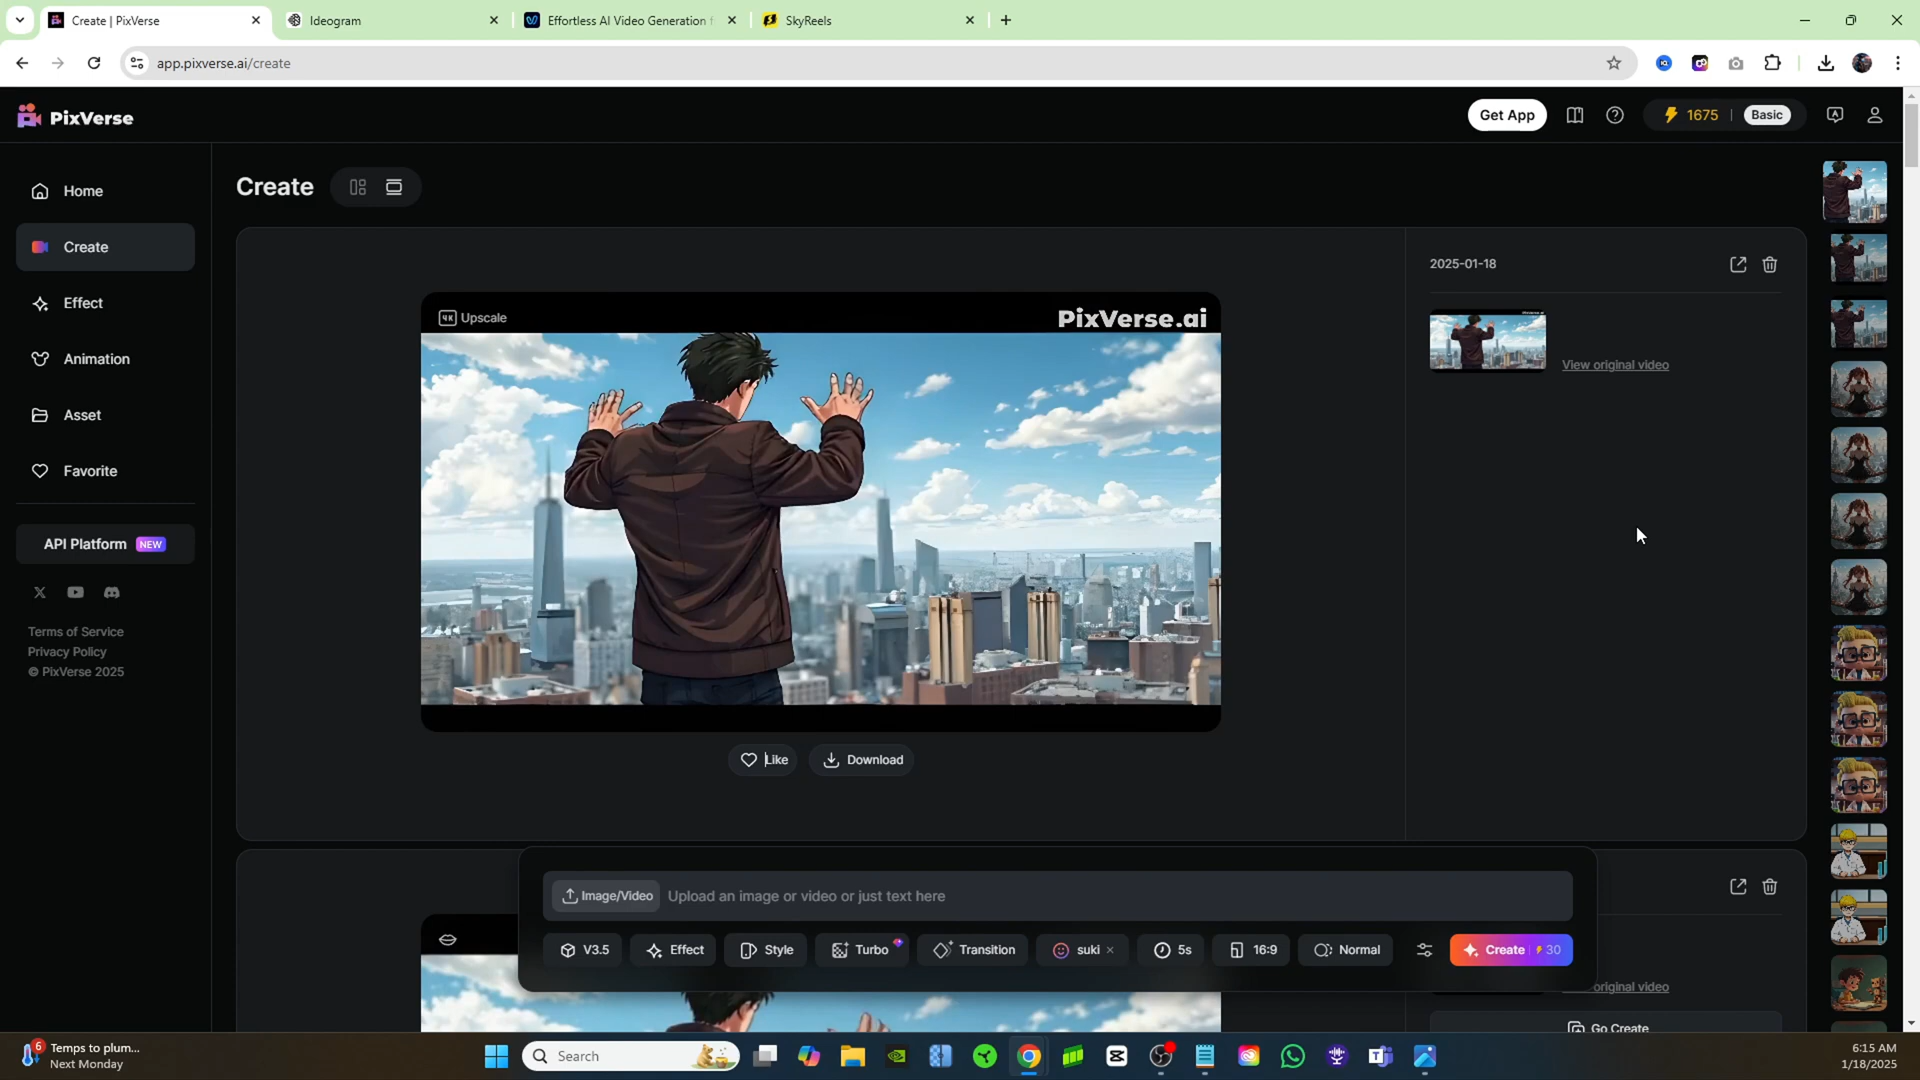 Create | PixVerse
Ideogram
Effortless AI Video Generation f
SkyReels
app.pixverse.ai/create
PixVerse
Get App
1675
Basic
Home
Create
Effect
Animation
Asset
Favorite
API Platform NEW
Terms of Service
Privacy Policy
© PixVerse 2025
Create
4K Upscale
PixVerse.ai
Like
Download
2025-01-18
View original video
Image/Video
Upload an image or video or just text here
V3.5
Effect
Style
Turbo
Transition
suki
5s
16:9
Normal
Create
30
original video
Go Create
6
Temps to plum...
Next Monday
Search
6:15 AM
1/18/2025